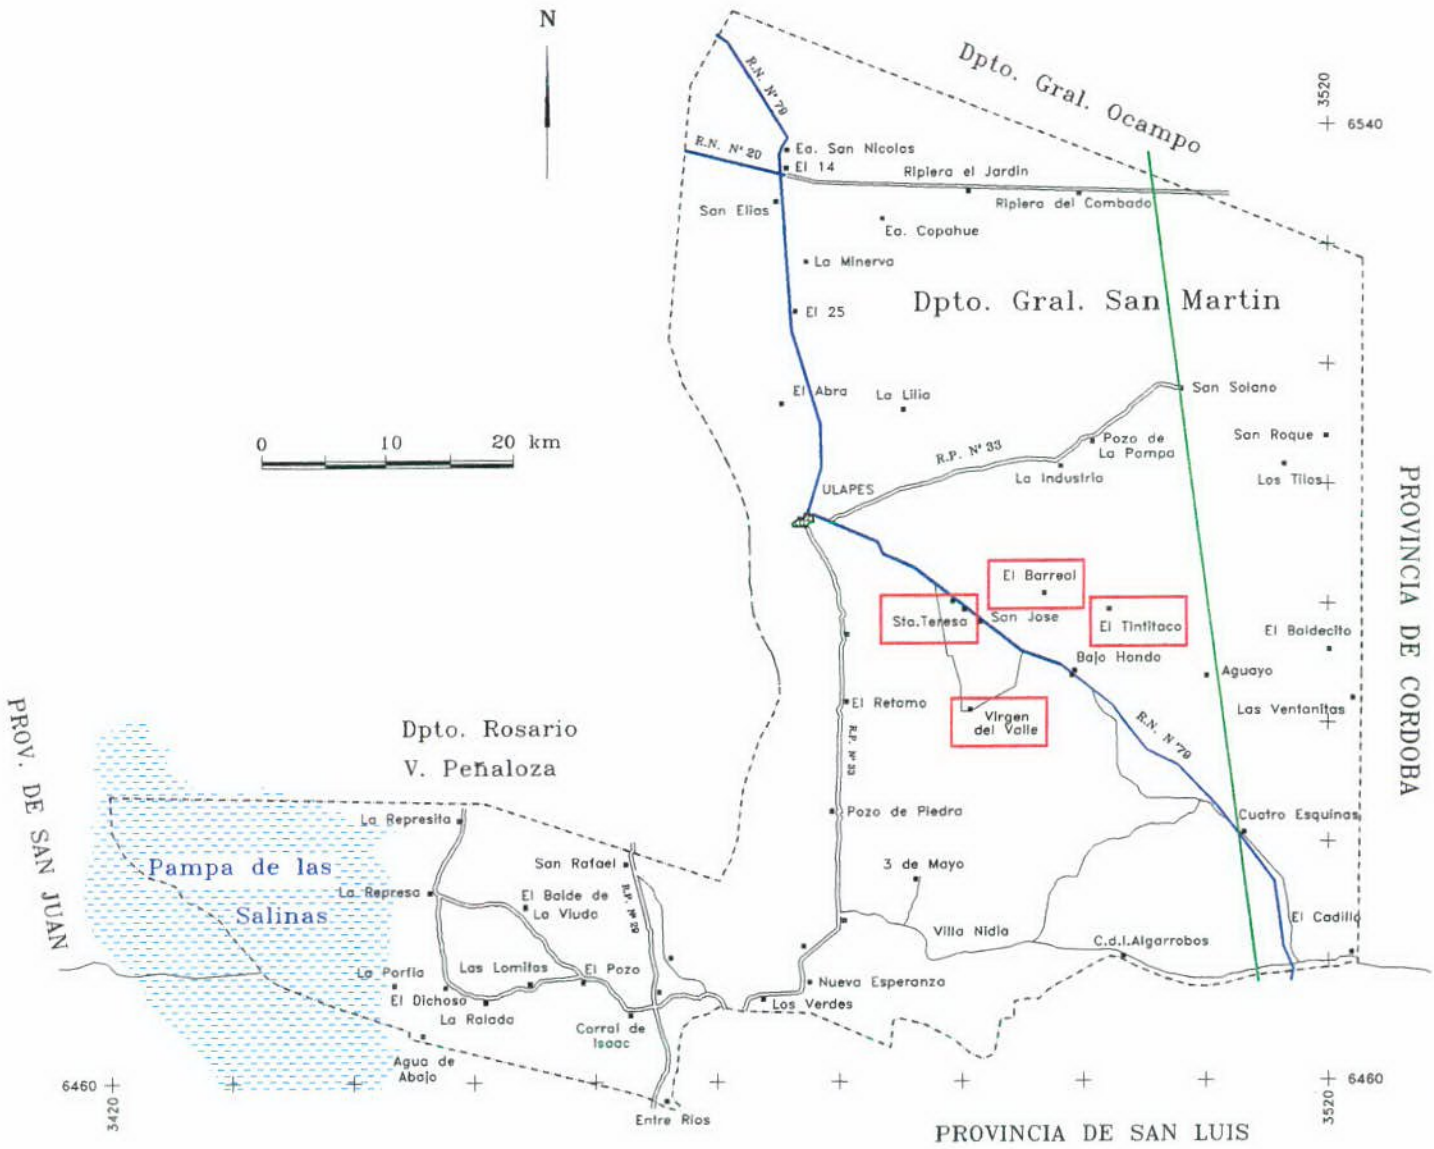 N
Dpto. Gral. Ocampo
3520
6540
R.N. N° 79
R.N. N° 20
Ea. San Nicolas
El 14
Ripiera el Jardin
San Elias
Ripiera del Combado
Ea. Copahue
La Minerva
Dpto. Gral. San Martin
El 25
San Solano
El Abra
La Lilia
0 10 20 km
R.P. N° 33
Pozo de
La Pampa
San Roque
La Industria
Los Tilos
ULAPES
PROVINCIA DE CORDOBA
El Barreal
Sta.Teresa
San Jose
El Tintitaco
El Baldecito
Bajo Hondo
Aguayo
El Retamo
Las Ventanitas
Virgen
del Valle
R.N. N°79
PROV. DE SAN JUAN
Dpto. Rosario
V. Peñaloza
R.P. N° 33
La Represita
Pozo de Piedra
Cuatro Esquinas
Pampa de las
Salinas
San Rafael
3 de Mayo
La Represa
El Balde de
La Viuda
R.P. N° 29
El Cadillo
Villa Nidia
C.d.l.Algarrobos
La Porfia
Las Lomitas
El Pozo
El Dichoso
Nueva Esperanza
La Ralada
Los Verdes
Corral de
Isaac
Agua de
Abajo
6460
3420
6460
3520
Entre Rios
PROVINCIA DE SAN LUIS